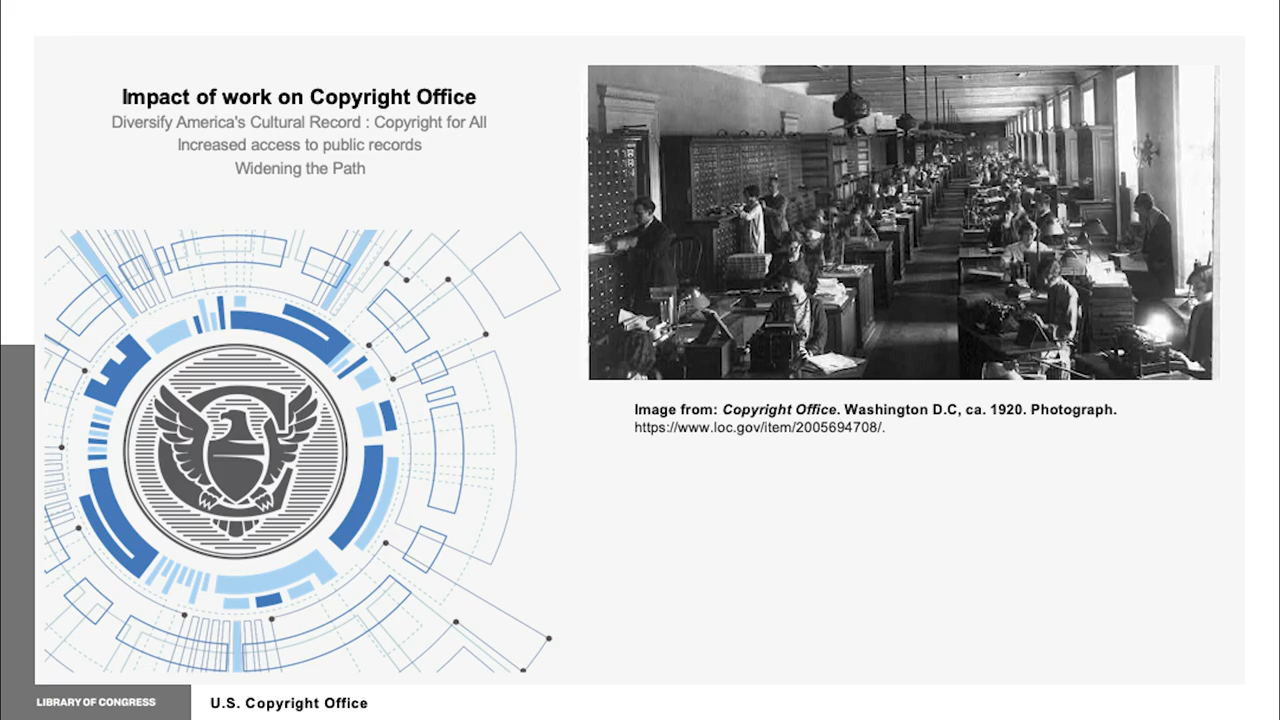 Impact of work on Copyright Office
Diversify America's Cultural Record : Copyright for All
Increased access to public records
Widening the Path
Image from: Copyright Office. Washington D.C, ca. 1920. Photograph.
https://www.loc.gov/item/2005694708/.
LIBRARY OF CONGRESS
U.S. Copyright Office